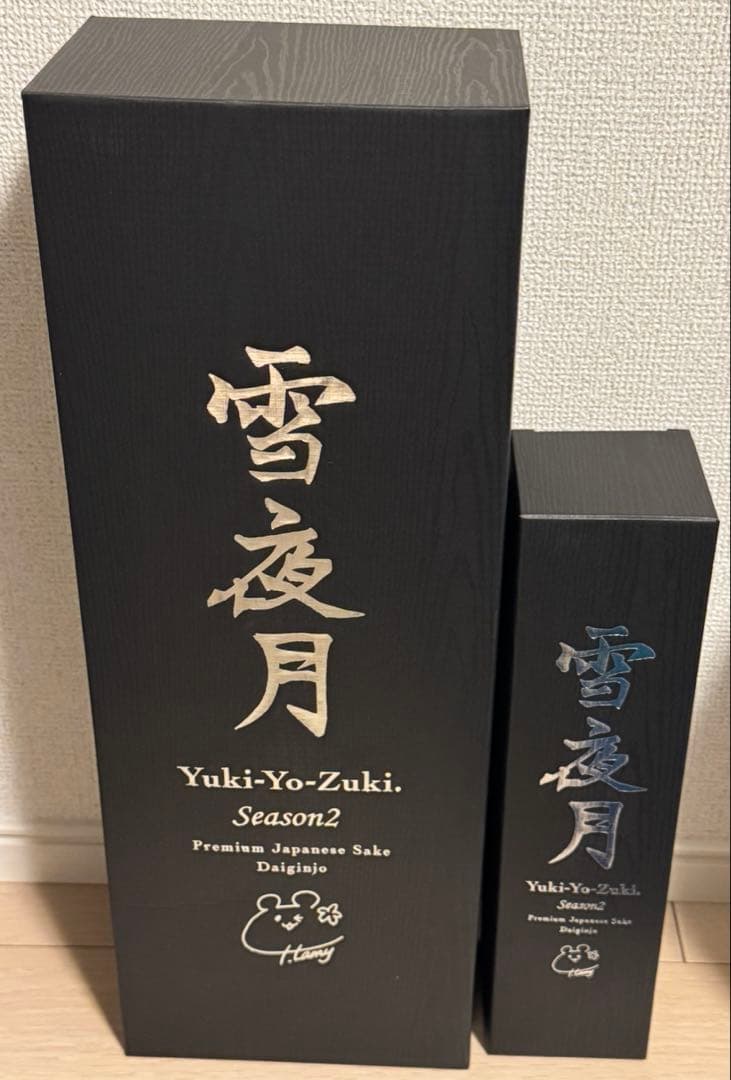 雪夜月
Yuki-Yo-Zuki.
Season2
Premium Japanese Sake
Daiginjo
雪夜月
Yuki-Yo-Zuki.
Season2
Premium Japanese Sake
Daiginjo